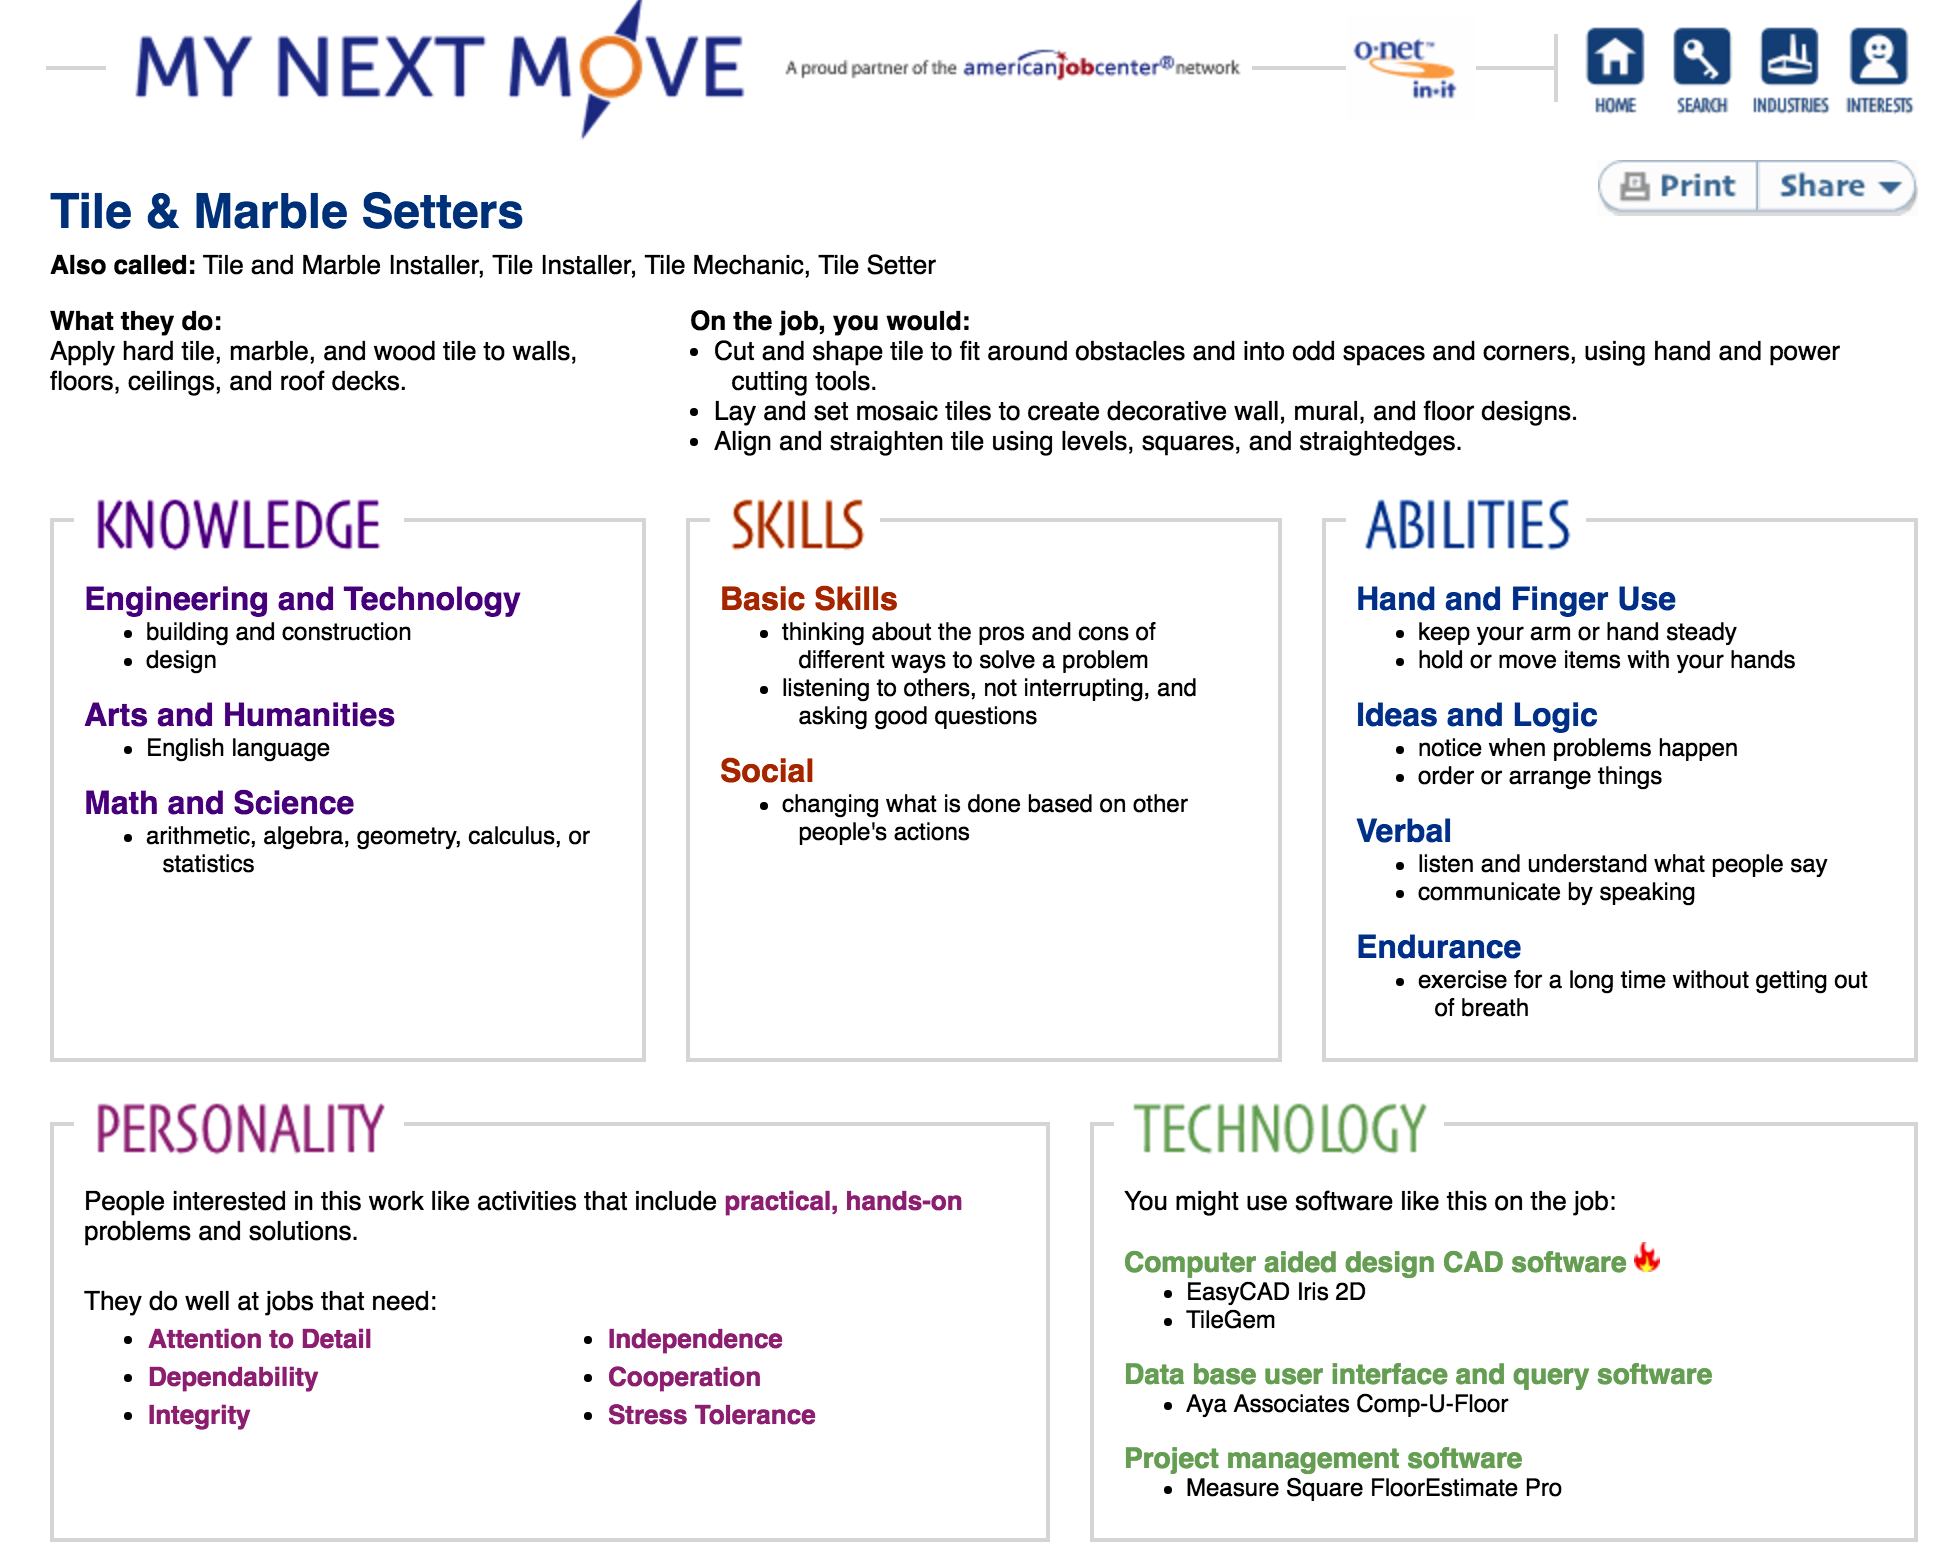 MY NEXT MOVE
A proud partner of the americanjobcenter® network
o·net™
in·it
HOME SEARCH INDUSTRIES INTERESTS
Print Share
Tile & Marble Setters
Also called: Tile and Marble Installer, Tile Installer, Tile Mechanic, Tile Setter
What they do:
Apply hard tile, marble, and wood tile to walls,
floors, ceilings, and roof decks.
On the job, you would:
• Cut and shape tile to fit around obstacles and into odd spaces and corners, using hand and power
cutting tools.
• Lay and set mosaic tiles to create decorative wall, mural, and floor designs.
• Align and straighten tile using levels, squares, and straightedges.
KNOWLEDGE
Engineering and Technology
• building and construction
• design
Arts and Humanities
• English language
Math and Science
• arithmetic, algebra, geometry, calculus, or
statistics
SKILLS
Basic Skills
• thinking about the pros and cons of
different ways to solve a problem
• listening to others, not interrupting, and
asking good questions
Social
• changing what is done based on other
people's actions
ABILITIES
Hand and Finger Use
• keep your arm or hand steady
• hold or move items with your hands
Ideas and Logic
• notice when problems happen
• order or arrange things
Verbal
• listen and understand what people say
• communicate by speaking
Endurance
• exercise for a long time without getting out
of breath
PERSONALITY
People interested in this work like activities that include practical, hands-on
problems and solutions.
They do well at jobs that need:
• Attention to Detail
• Dependability
• Integrity
• Independence
• Cooperation
• Stress Tolerance
TECHNOLOGY
You might use software like this on the job:
Computer aided design CAD software
• EasyCAD Iris 2D
• TileGem
Data base user interface and query software
• Aya Associates Comp-U-Floor
Project management software
• Measure Square FloorEstimate Pro